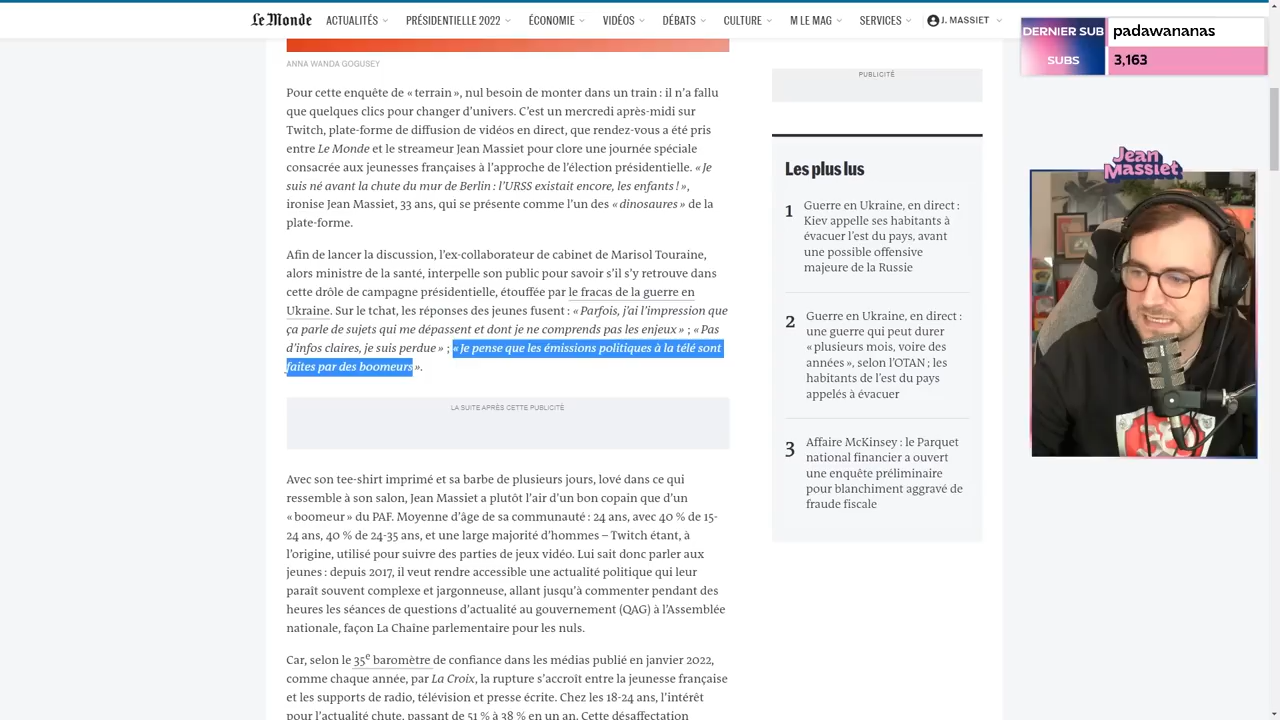 Le Monde
ACTUALITÉS
PRÉSIDENTIELLE 2022
ÉCONOMIE
VIDÉOS
DÉBATS
CULTURE
M LE MAG
SERVICES
J. MASSIET
DERNIER SUB
padawananas
SUBS
3,163
ANNA WANDA GOGUSEY
Pour cette enquête de « terrain », nul besoin de monter dans un train : il n’a fallu
que quelques clics pour changer d’univers. C’est un mercredi après-midi sur
Twitch, plate-forme de diffusion de vidéos en direct, que rendez-vous a été pris
entre Le Monde et le streameur Jean Massiet pour clore une journée spéciale
consacrée aux jeunesses françaises à l’approche de l’élection présidentielle. « Je
suis né avant la chute du mur de Berlin : l’URSS existait encore, les enfants ! »,
ironise Jean Massiet, 33 ans, qui se présente comme l’un des « dinosaures » de la
plate-forme.
Afin de lancer la discussion, l’ex-collaborateur de cabinet de Marisol Touraine,
alors ministre de la santé, interpelle son public pour savoir s’il s’y retrouve dans
cette drôle de campagne présidentielle, étouffée par le fracas de la guerre en
Ukraine. Sur le tchat, les réponses des jeunes fusent : « Parfois, j’ai l’impression que
ça parle de sujets qui me dépassent et dont je ne comprends pas les enjeux » ; « Pas
d’infos claires, je suis perdue » ; « Je pense que les émissions politiques à la télé sont
faites par des boomeurs ».
LA SUITE APRÈS CETTE PUBLICITÉ
Avec son tee-shirt imprimé et sa barbe de plusieurs jours, lové dans ce qui
ressemble à son salon, Jean Massiet a plutôt l’air d’un bon copain que d’un
« boomeur » du PAF. Moyenne d’âge de sa communauté : 24 ans, avec 40 % de 15-
24 ans, 40 % de 24-35 ans, et une large majorité d’hommes – Twitch étant, à
l’origine, utilisé pour suivre des parties de jeux vidéo. Lui sait donc parler aux
jeunes : depuis 2017, il veut rendre accessible une actualité politique qui leur
paraît souvent complexe et jargonneuse, allant jusqu’à commenter pendant des
heures les séances de questions d’actualité au gouvernement (QAG) à l’Assemblée
nationale, façon La Chaîne parlementaire pour les nuls.
Car, selon le 35e baromètre de confiance dans les médias publié en janvier 2022,
comme chaque année, par La Croix, la rupture s’accroît entre la jeunesse française
et les supports de radio, télévision et presse écrite. Chez les 18-24 ans, l’intérêt
pour l’actualité chute, passant de 51 % à 38 % en un an. Cette désaffectation
PUBLICITÉ
Les plus lus
1
Guerre en Ukraine, en direct :
Kiev appelle ses habitants à
évacuer l’est du pays, avant
une possible offensive
majeure de la Russie
2
Guerre en Ukraine, en direct :
une guerre qui peut durer
« plusieurs mois, voire des
années », selon l’OTAN ; les
habitants de l’est du pays
appelés à évacuer
3
Affaire McKinsey : le Parquet
national financier a ouvert
une enquête préliminaire
pour blanchiment aggravé de
fraude fiscale
Jean
Massiet